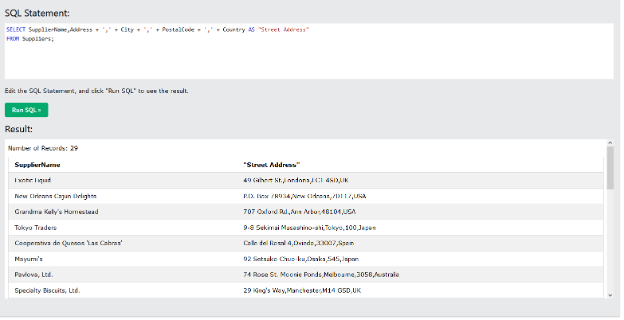 SQL Statement:
SELECT SupplierName,Address + ',' + City + ',' + PostalCode + ',' + Country AS "Street Address"
FROM Suppliers;
Edit the SQL Statement, and click "Run SQL" to see the result.
Run SQL »
Result:
Number of Records: 29
SupplierName "Street Address"
Exotic Liquid 49 Gilbert St.,Londona,EC1 4SD,UK
New Orleans Cajun Delights P.O. Box 78934,New Orleans,70117,USA
Grandma Kelly's Homestead 707 Oxford Rd.,Ann Arbor,48104,USA
Tokyo Traders 9-8 Sekimai Musashino-shi,Tokyo,100,Japan
Cooperativa de Quesos 'Las Cabras' Calle del Rosal 4,Oviedo,33007,Spain
Mayumi's 92 Setsuko Chuo-ku,Osaka,545,Japan
Pavlova, Ltd. 74 Rose St. Moonie Ponds,Melbourne,3058,Australia
Specialty Biscuits, Ltd. 29 King's Way,Manchester,M14 GSD,UK